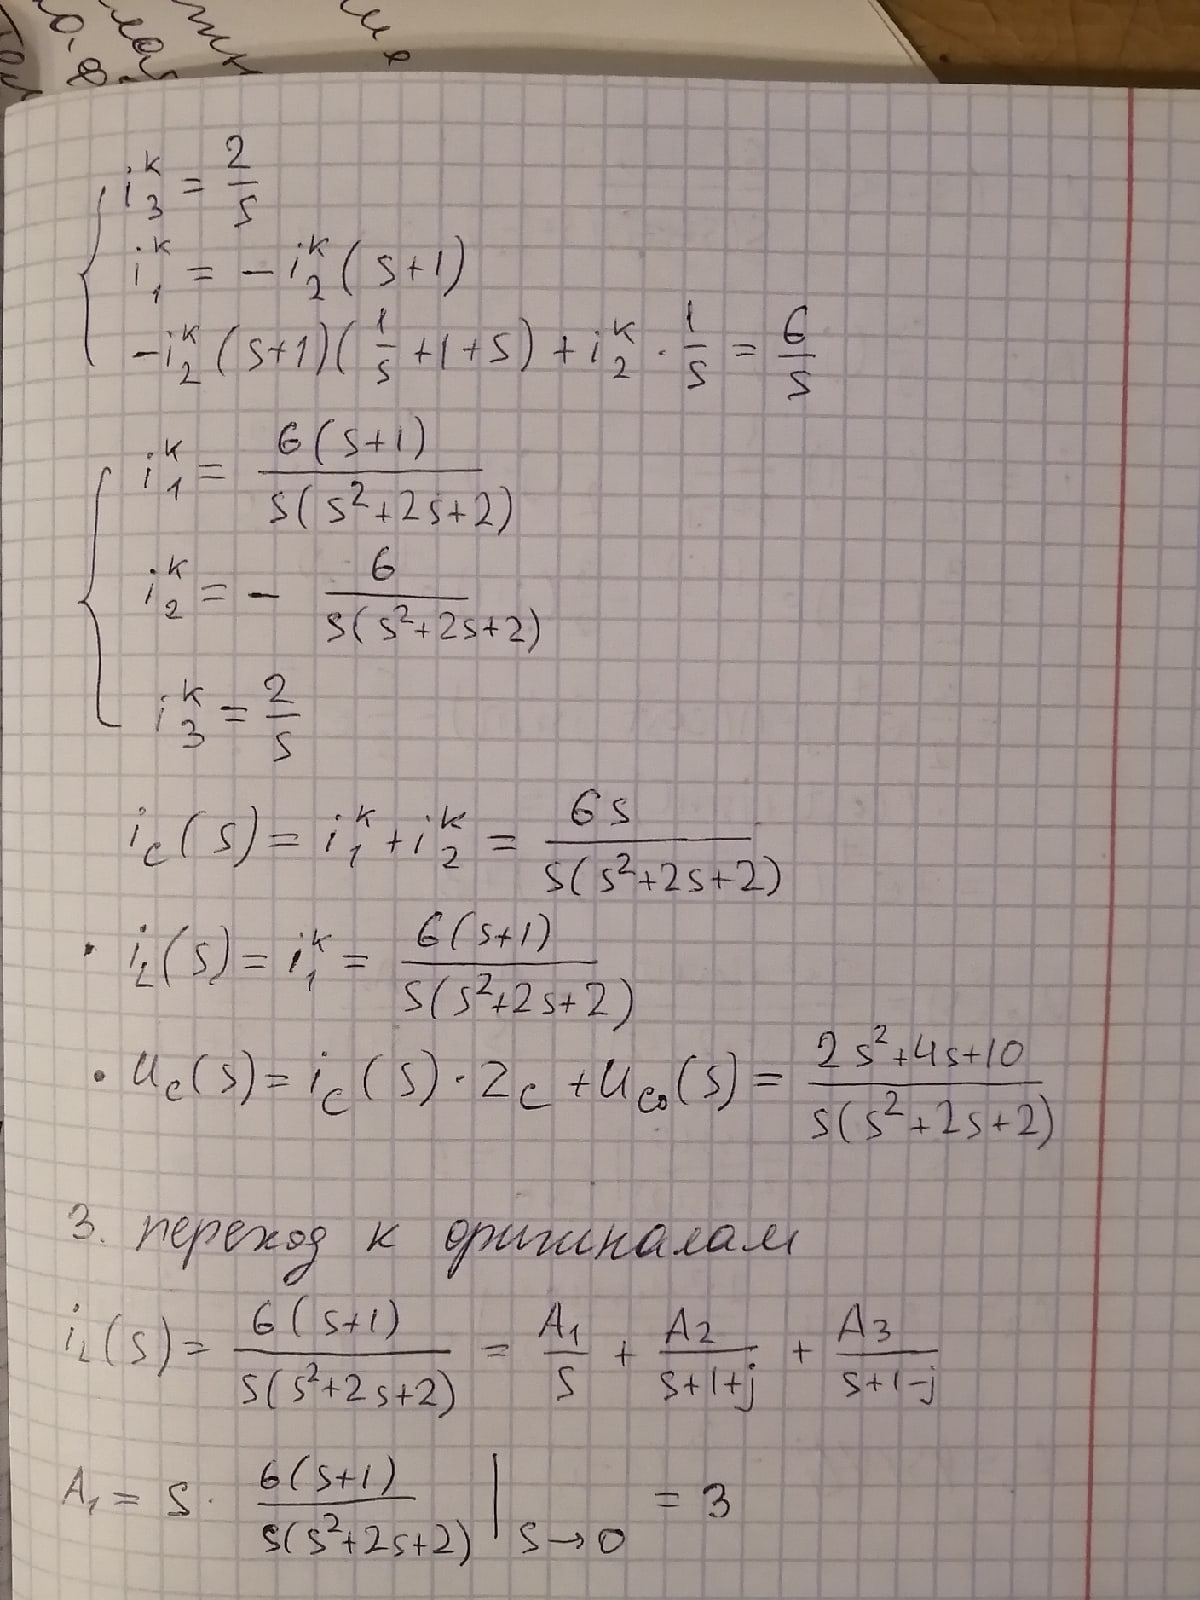 i₃ᵏ = 2/s
i₁ᵏ = -i₂ᵏ(s+1)
-i₂ᵏ(s+1)(1/s+1+s)+i₂ᵏ·1/s = 6/s
i₁ᵏ = 6(s+1)/s(s²+2s+2)
i₂ᵏ = - 6/s(s²+2s+2)
i₃ᵏ = 2/s
i_c(s) = i₁ᵏ+i₂ᵏ = 6s/s(s²+2s+2)
• i_L(s) = i₁ᵏ = 6(s+1)/s(s²+2s+2)
• u_c(s) = i_c(s)·Z_c+u_c₀(s) = 2s²+4s+10/s(s²+2s+2)
3. переход к оригиналам
i_L(s) = 6(s+1)/s(s²+2s+2) = A₁/s + A₂/s+1+j + A₃/s+1-j
A₁ = s · 6(s+1)/s(s²+2s+2) | s→0 = 3